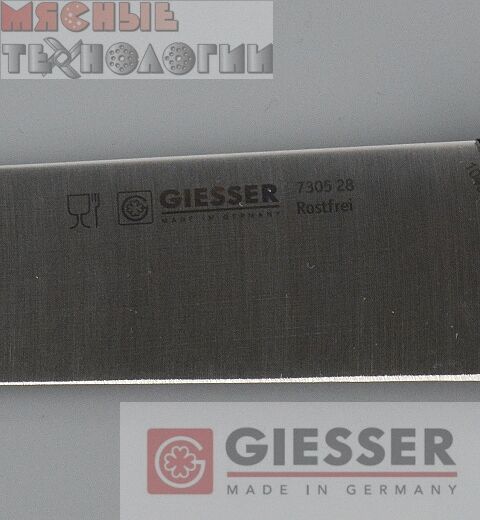 МЯСНЫЕ
ТЕХНОЛОГИИ
GIESSER
MADE IN GERMANY
7305 28
Rostfrei
GIESSER
MADE IN GERMANY